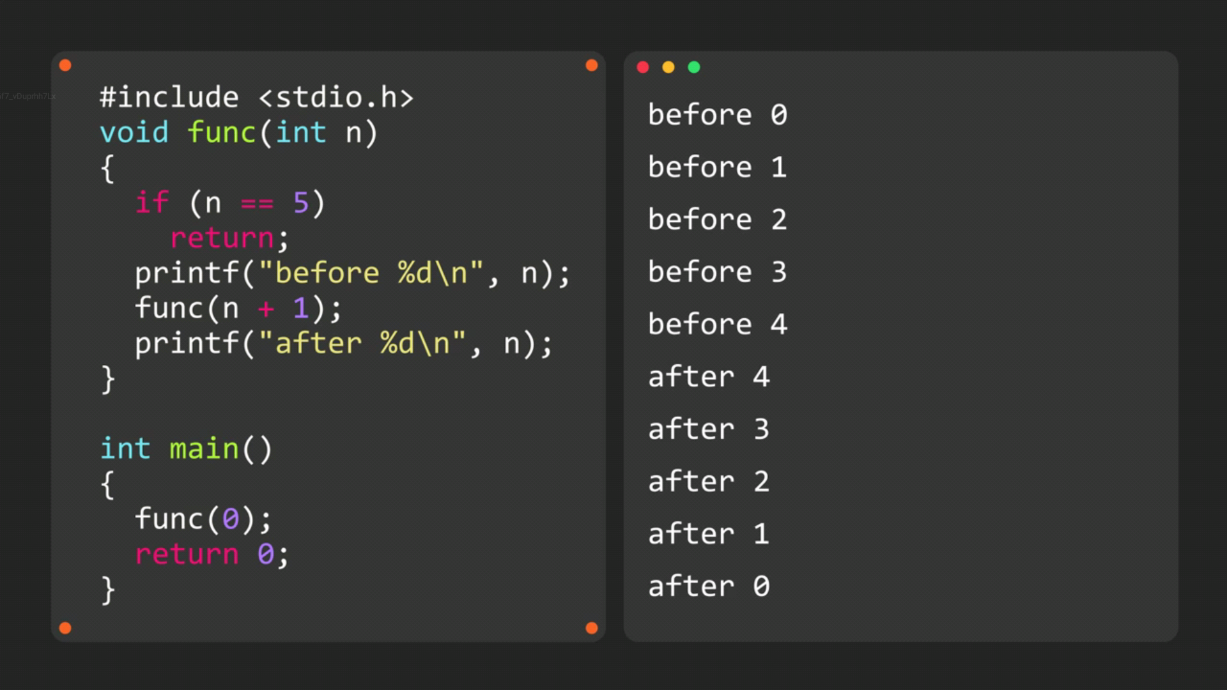 #include <stdio.h>
void func(int n)
{
  if (n == 5)
    return;
  printf("before %d\n", n);
  func(n + 1);
  printf("after %d\n", n);
}

int main()
{
  func(0);
  return 0;
}
before 0
before 1
before 2
before 3
before 4
after 4
after 3
after 2
after 1
after 0